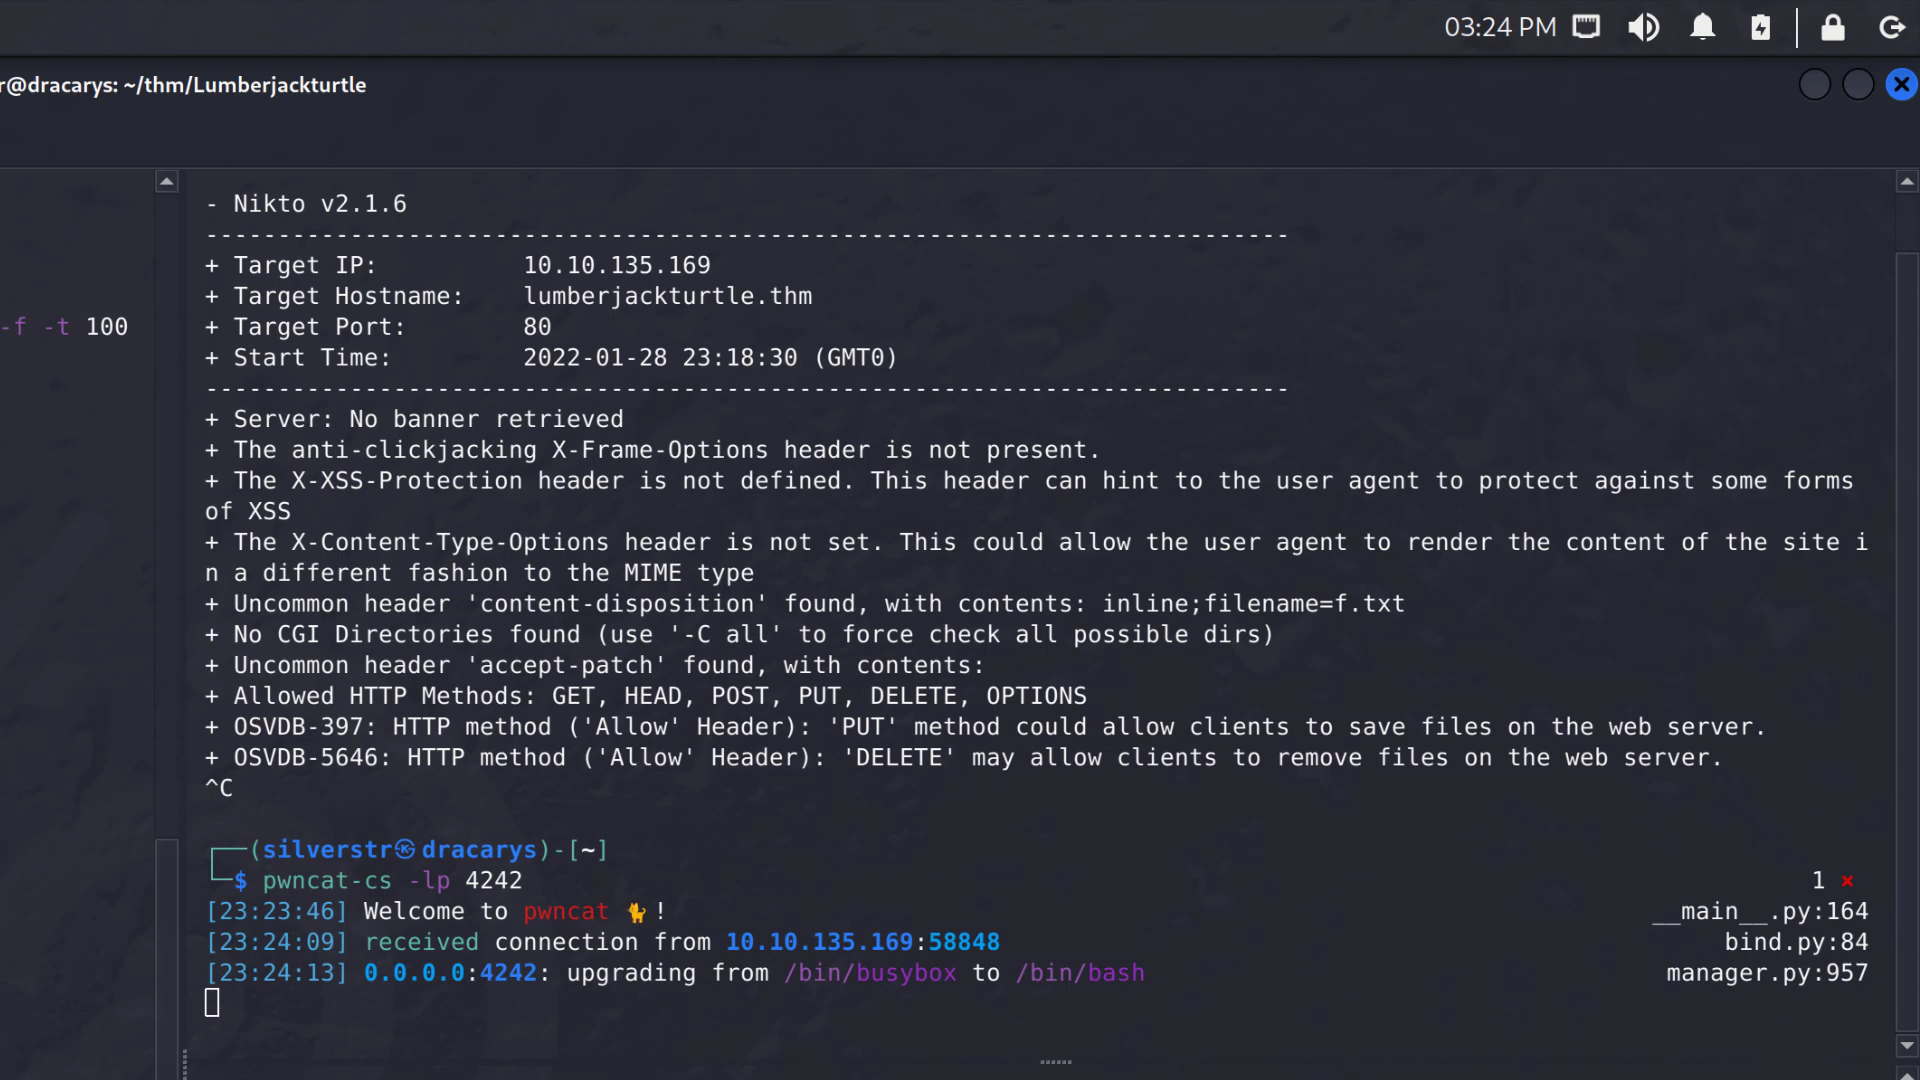 03:24 PM
r@dracarys: ~/thm/Lumberjackturtle
- Nikto v2.1.6
---------------------------------------------------------------------------
+ Target IP:          10.10.135.169
+ Target Hostname:    lumberjackturtle.thm
-f -t 100
+ Target Port:        80
+ Start Time:         2022-01-28 23:18:30 (GMT0)
---------------------------------------------------------------------------
+ Server: No banner retrieved
+ The anti-clickjacking X-Frame-Options header is not present.
+ The X-XSS-Protection header is not defined. This header can hint to the user agent to protect against some forms
of XSS
+ The X-Content-Type-Options header is not set. This could allow the user agent to render the content of the site i
n a different fashion to the MIME type
+ Uncommon header 'content-disposition' found, with contents: inline;filename=f.txt
+ No CGI Directories found (use '-C all' to force check all possible dirs)
+ Uncommon header 'accept-patch' found, with contents:
+ Allowed HTTP Methods: GET, HEAD, POST, PUT, DELETE, OPTIONS
+ OSVDB-397: HTTP method ('Allow' Header): 'PUT' method could allow clients to save files on the web server.
+ OSVDB-5646: HTTP method ('Allow' Header): 'DELETE' may allow clients to remove files on the web server.
^C
┌──(silverstr㉿dracarys)-[~]
└─$ pwncat-cs -lp 4242 1 ⨯
[23:23:46] Welcome to pwncat 🐈! __main__.py:164
[23:24:09] received connection from 10.10.135.169:58848 bind.py:84
[23:24:13] 0.0.0.0:4242: upgrading from /bin/busybox to /bin/bash manager.py:957